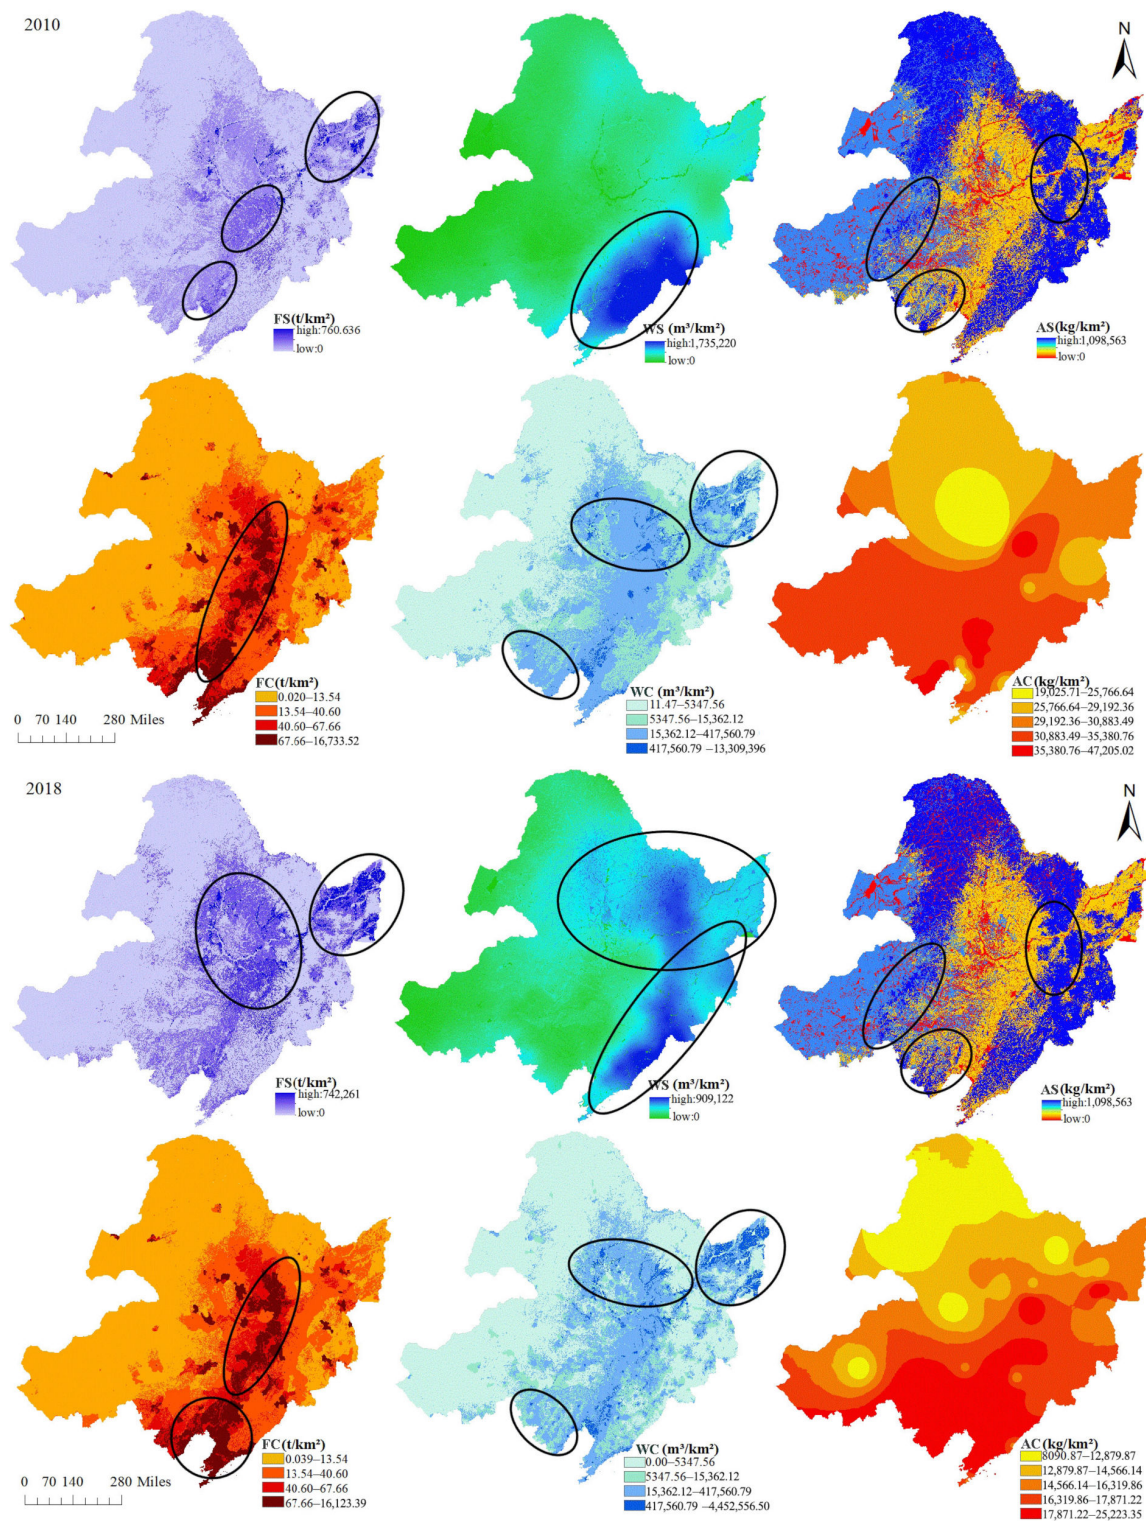 2010
N
FS(t/km²)
high:760.636
low:0
WS (m³/km²)
high:1,735,220
low:0
AS(kg/km²)
high:1,098,563
low:0
FC(t/km²)
0.020–13.54
13.54–40.60
40.60–67.66
67.66–16,733.52
0 70 140 280 Miles
WC (m³/km²)
11.47–5347.56
5347.56–15,362.12
15,362.12–417,560.79
417,560.79 –13,309,396
AC(kg/km²)
19,025.71–25,766.64
25,766.64–29,192.36
29,192.36–30,883.49
30,883.49–35,380.76
35,380.76–47,205.02
2018
N
FS(t/km²)
high:742,261
low:0
WS (m³/km²)
high:909,122
low:0
AS(kg/km²)
high:1,098,563
low:0
FC(t/km²)
0.039–13.54
13.54–40.60
40.60–67.66
67.66–16,123.39
0 70 140 280 Miles
WC (m³/km²)
0.00–5347.56
5347.56–15,362.12
15,362.12–417,560.79
417,560.79 –4,452,556.50
AC(kg/km²)
8090.87–12,879.87
12,879.87–14,566.14
14,566.14–16,319.86
16,319.86–17,871.22
17,871.22–25,223.35